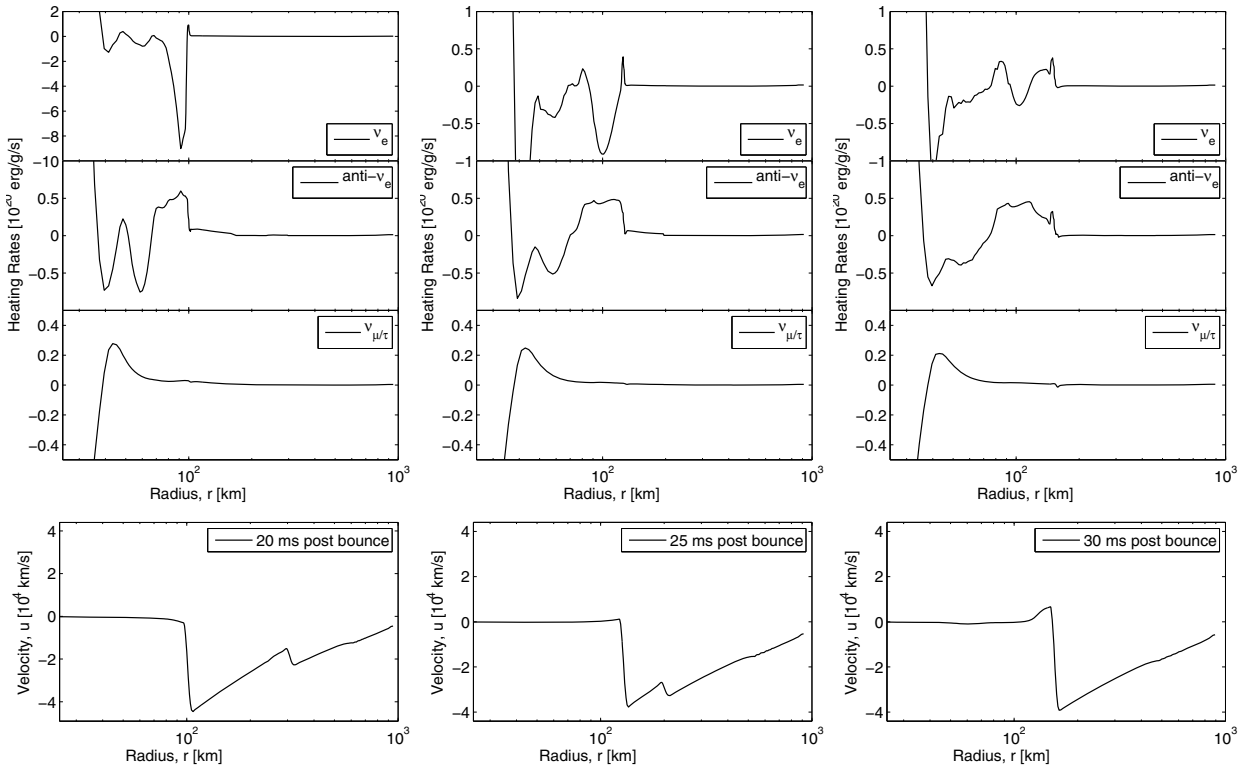 2
0
−2
−4
−6
−8
−10
ν_e
1
0.5
0
−0.5
−1
ν_e
1
0.5
0
−0.5
−1
ν_e
Heating Rates [10^20 erg/g/s]
0.5
0
−0.5
anti−ν_e
Heating Rates [10^20 erg/g/s]
0.5
0
−0.5
anti−ν_e
Heating Rates [10^20 erg/g/s]
0.5
0
−0.5
anti−ν_e
0.4
0.2
0
−0.2
−0.4
ν_μ/τ
10^2 10^3
Radius, r [km]
0.4
0.2
0
−0.2
−0.4
ν_μ/τ
10^2 10^3
Radius, r [km]
0.4
0.2
0
−0.2
−0.4
ν_μ/τ
10^2 10^3
Radius, r [km]
Velocity, u [10^4 km/s]
4
2
0
−2
−4
20 ms post bounce
10^2 10^3
Radius, r [km]
Velocity, u [10^4 km/s]
4
2
0
−2
−4
25 ms post bounce
10^2 10^3
Radius, r [km]
Velocity, u [10^4 km/s]
4
2
0
−2
−4
30 ms post bounce
10^2 10^3
Radius, r [km]